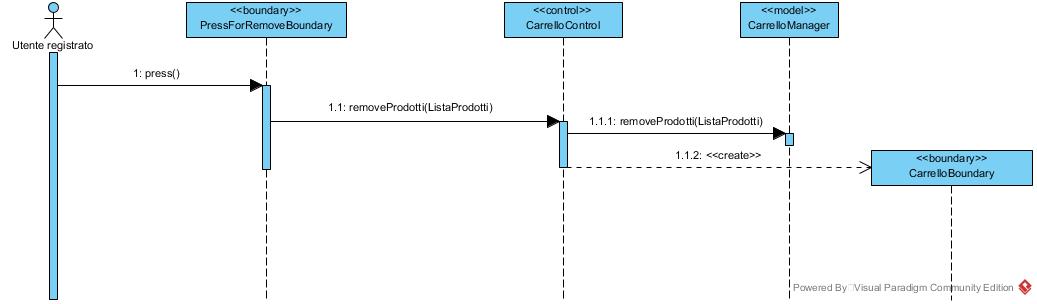 Utente registrato
<<boundary>>
PressForRemoveBoundary
<<control>>
CarrelloControl
<<model>>
CarrelloManager
1: press()
1.1: removeProdotti(ListaProdotti)
1.1.1: removeProdotti(ListaProdotti)
1.1.2: <<create>>
<<boundary>>
CarrelloBoundary
Powered By Visual Paradigm Community Edition